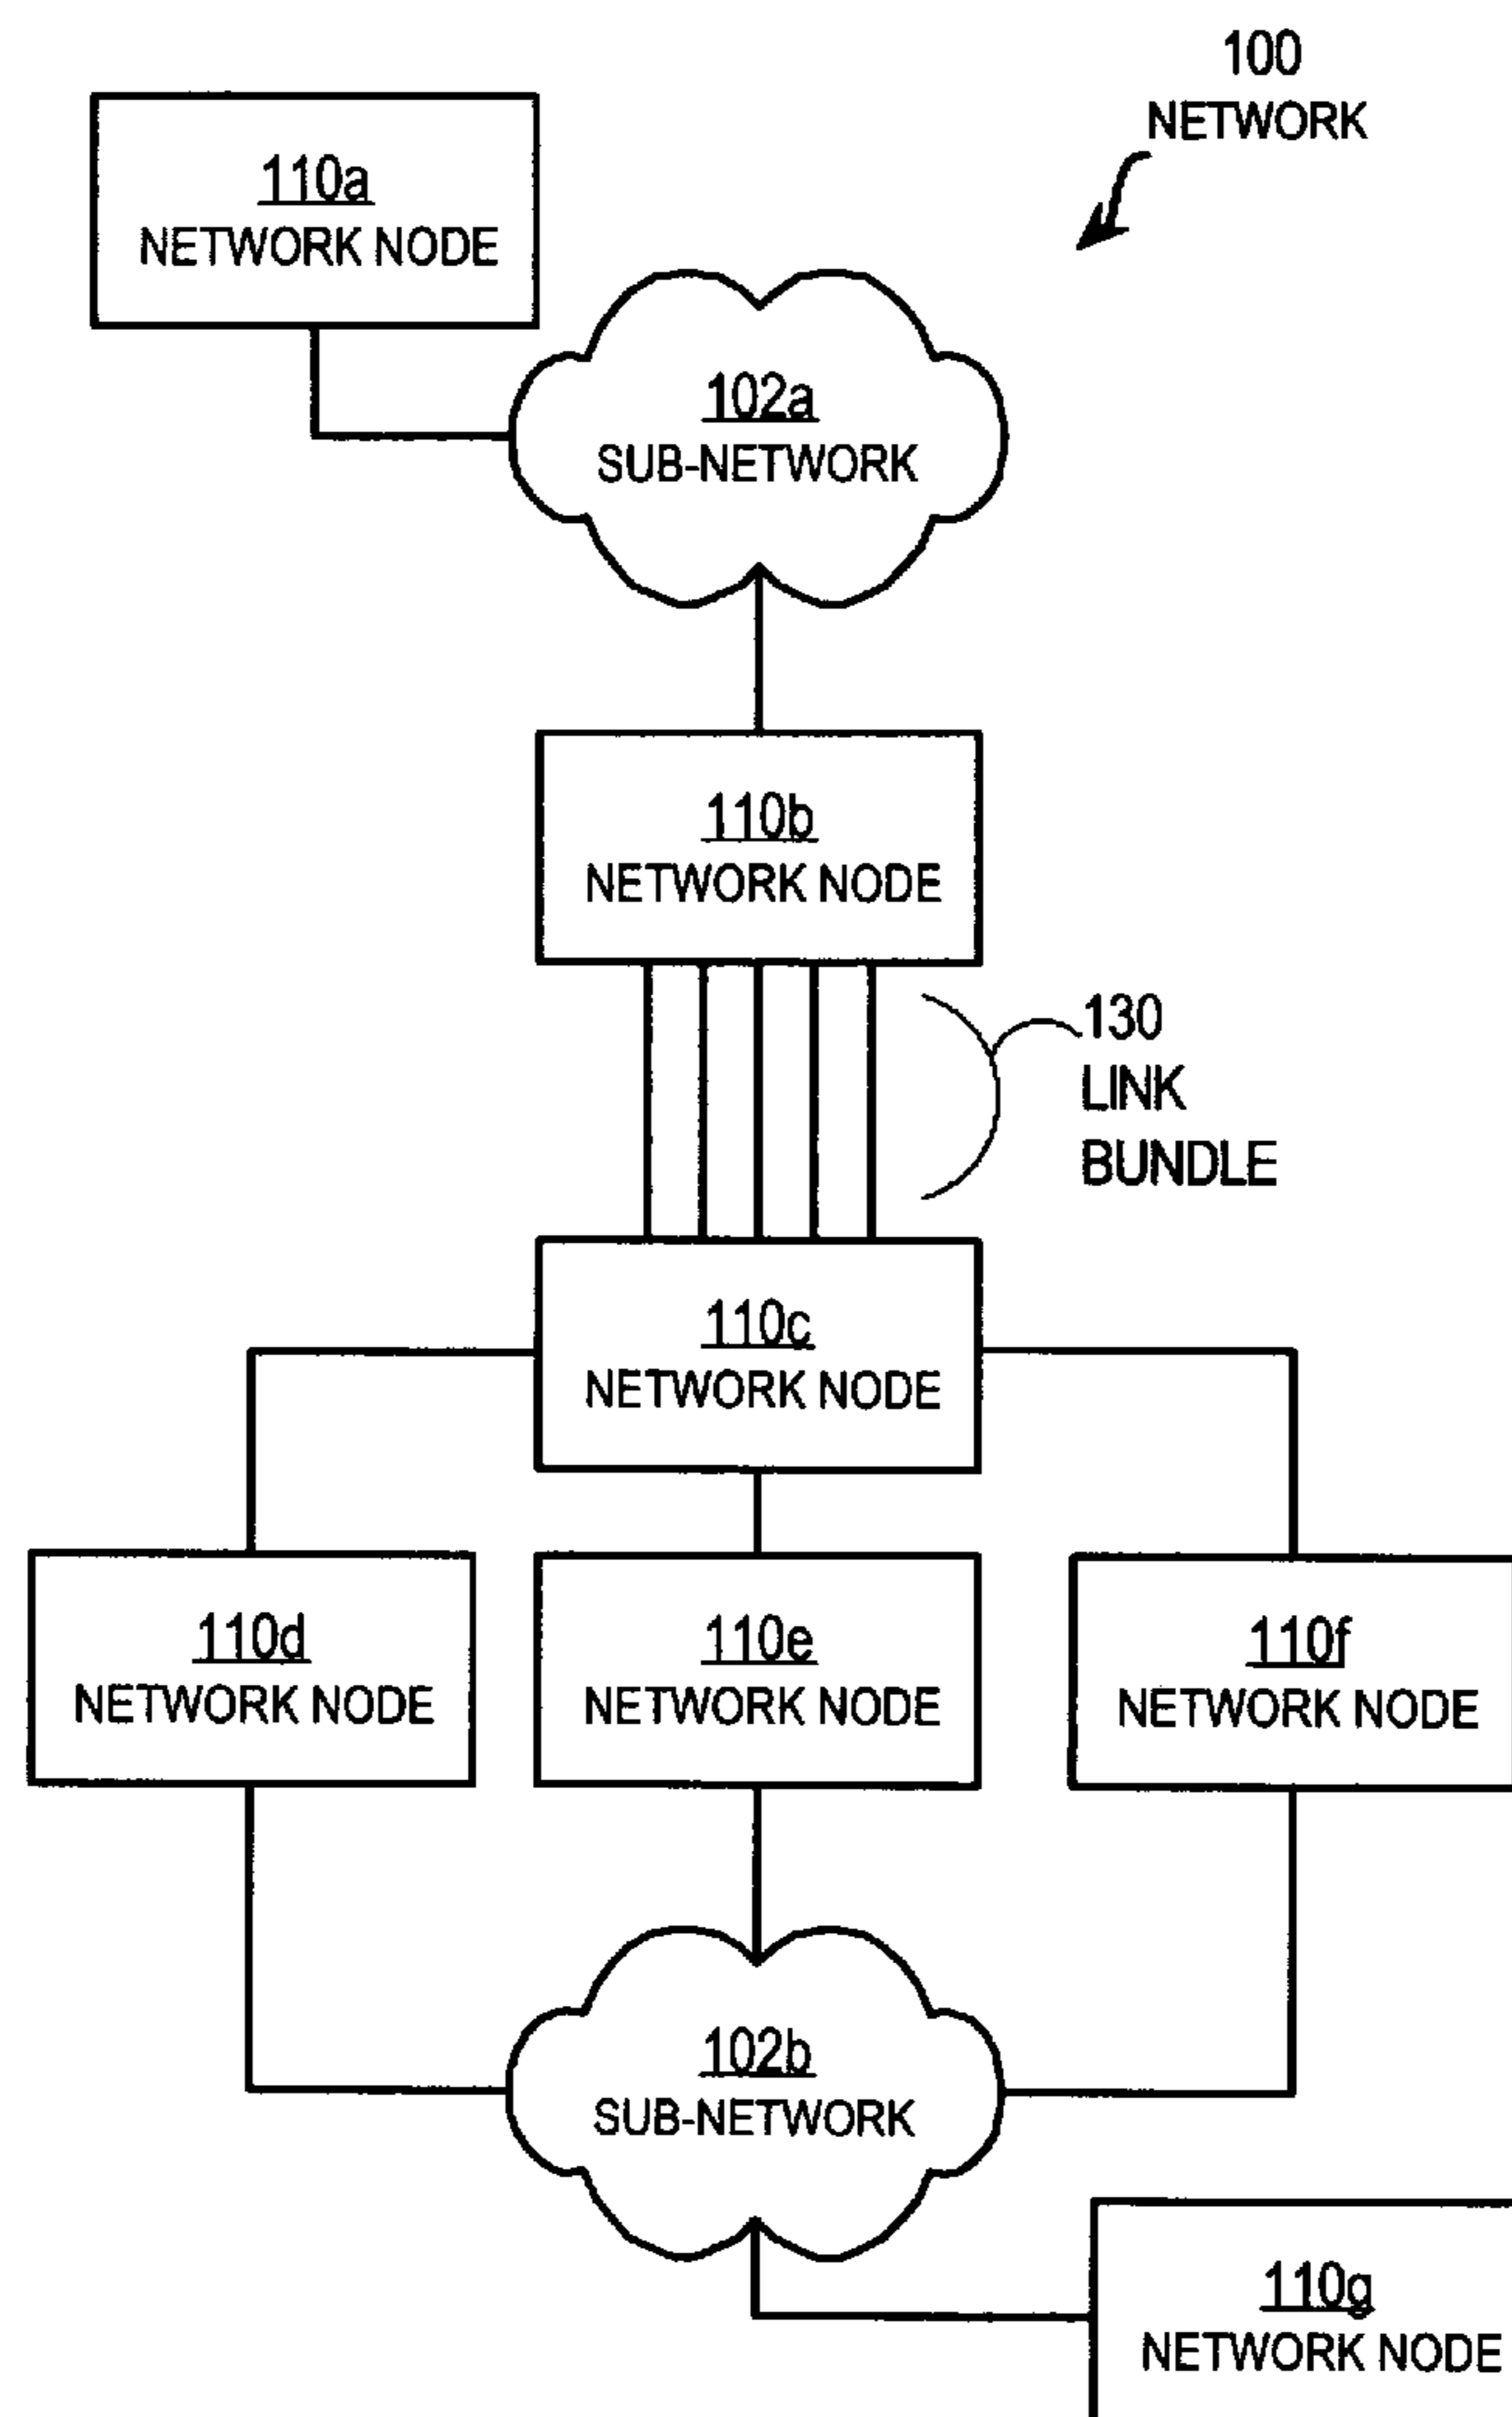 100
NETWORK
110a
NETWORK NODE
102a
SUB-NETWORK
110b
NETWORK NODE
130
LINK
BUNDLE
110c
NETWORK NODE
110d
NETWORK NODE
110e
NETWORK NODE
110f
NETWORK NODE
102b
SUB-NETWORK
110g
NETWORK NODE